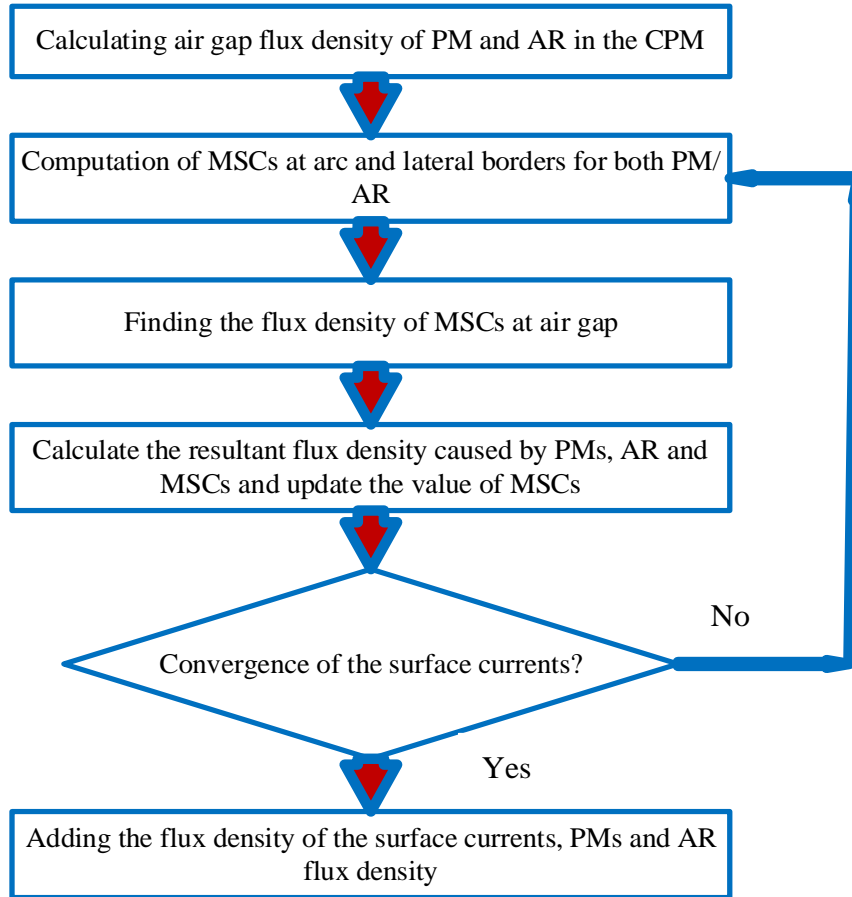 Calculating air gap flux density of PM and AR in the CPM
Computation of MSCs at arc and lateral borders for both PM/
AR
Finding the flux density of MSCs at air gap
Calculate the resultant flux density caused by PMs, AR and
MSCs and update the value of MSCs
No
Convergence of the surface currents?
Yes
Adding the flux density of the surface currents, PMs and AR
flux density